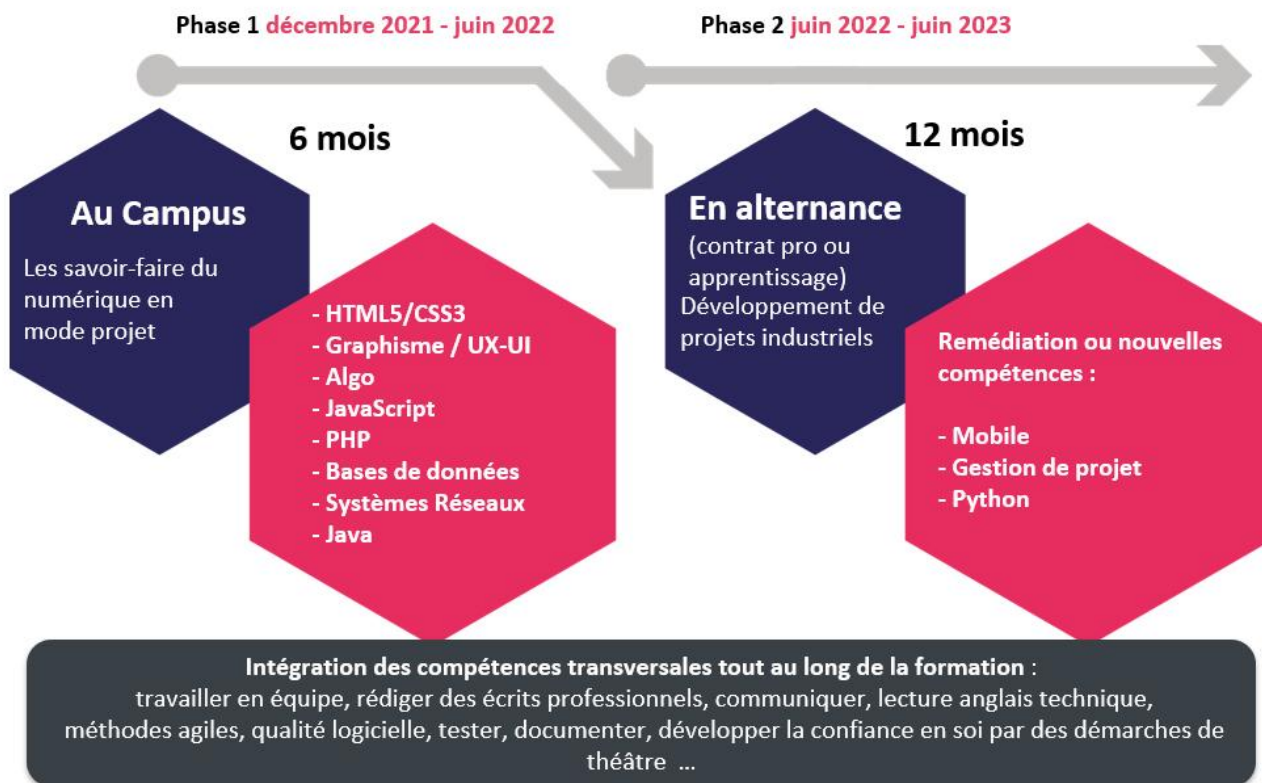 Phase 1 décembre 2021 - juin 2022
Phase 2 juin 2022 - juin 2023
6 mois
12 mois
Au Campus
Les savoir-faire du
numérique en
mode projet
- HTML5/CSS3
- Graphisme / UX-UI
- Algo
- JavaScript
- PHP
- Bases de données
- Systèmes Réseaux
- Java
En alternance
(contrat pro ou
apprentissage)
Développement de
projets industriels
Remédiation ou nouvelles
compétences :
- Mobile
- Gestion de projet
- Python
Intégration des compétences transversales tout au long de la formation :
travailler en équipe, rédiger des écrits professionnels, communiquer, lecture anglais technique,
méthodes agiles, qualité logicielle, tester, documenter, développer la confiance en soi par des démarches de
théâtre ...